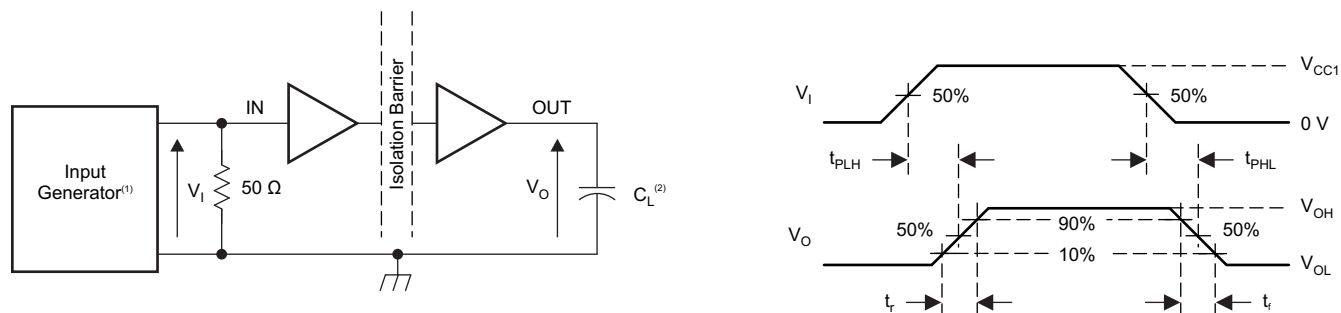 Input
Generator(1)
VI
50 Ω
IN
Isolation Barrier
OUT
VO
CL(2)
VI
50%
50%
VCC1
0 V
tPLH
tPHL
VO
50%
90%
10%
50%
VOH
VOL
tr
tf